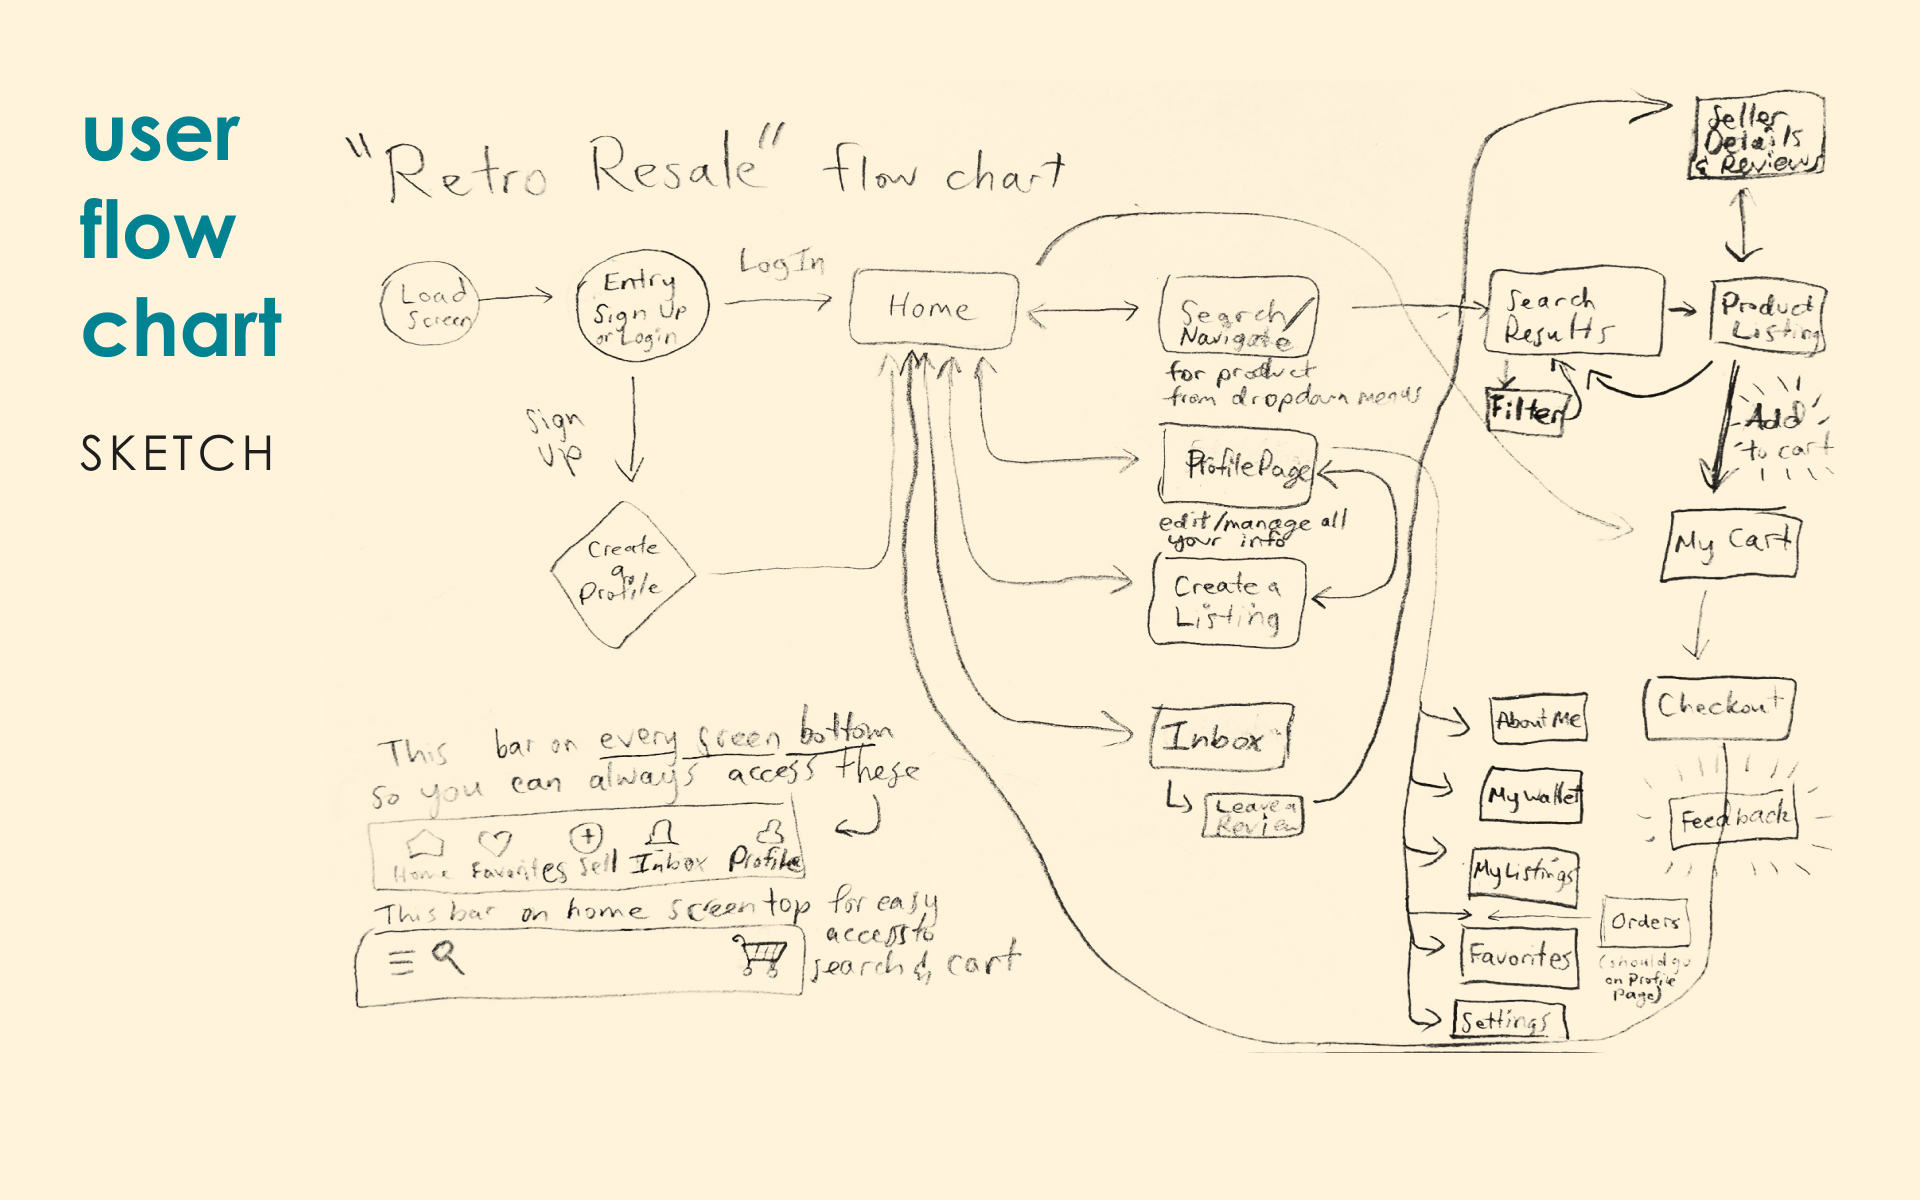 user
flow
chart
SKETCH
"Retro Resale" flow chart
Load
Screen
Entry
Sign Up
or Login
Log In
Sign
Up
Create
a
Profile
Home
Search/
Navigate
for product
from dropdown menus
Profile Page
edit/manage all
your info
Create a
Listing
Inbox
Leave a
Review
Search
Results
Filter
Product
Listing
Seller
Details
& Reviews
Add
to cart
My Cart
Checkout
Feedback
About Me
My Wallet
My Listings
Favorites
Settings
Orders
(should go
on Profile
Page)
This bar on every screen bottom
so you can always access these
Home Favorites Sell Inbox Profile
This bar on home screen top for easy
access to
search & cart